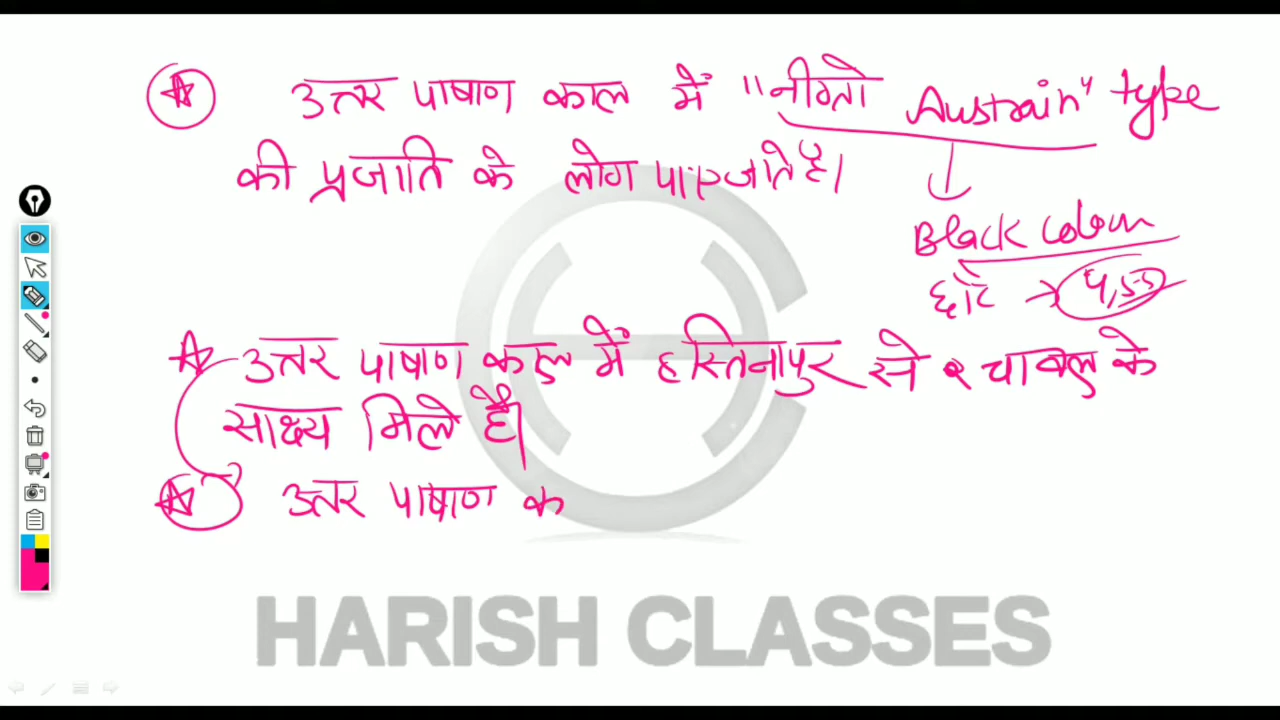 उत्तर पाषाण काल में "नीग्तो Austrain" type
की प्रजाति के लोग पाए जाते है।
Black colour
छोटे →
उत्तर पाषाण काल में हस्तिनापुर से चावल के
साक्ष्य मिले है।
उत्तर पाषाण क
HARISH CLASSES